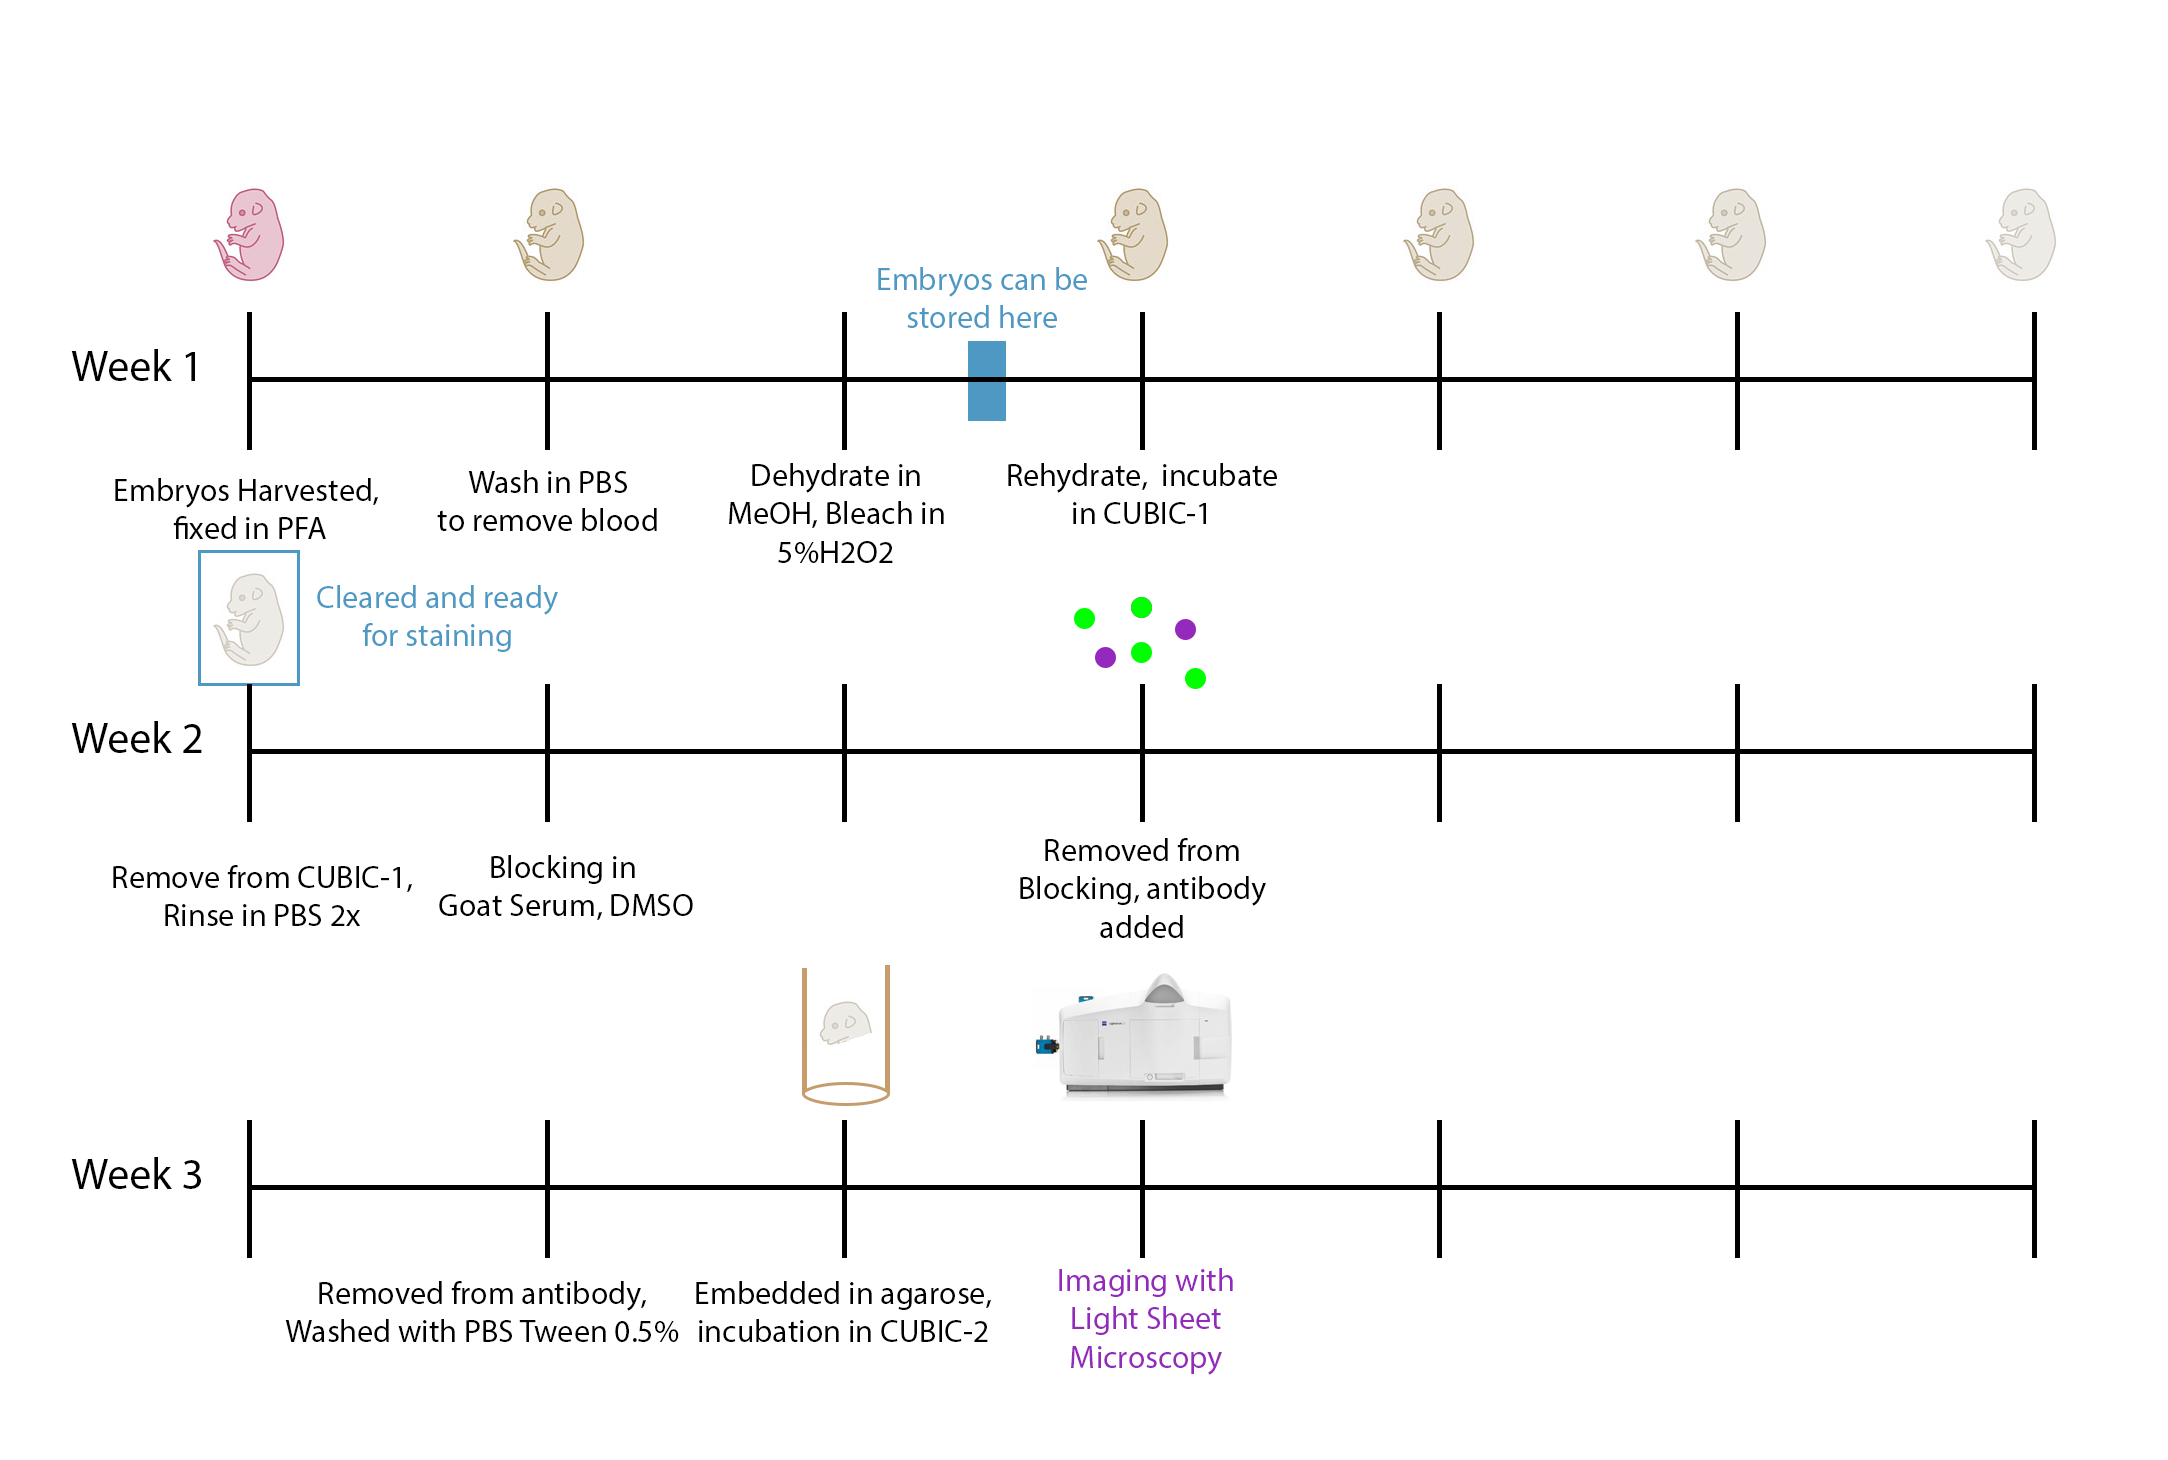 Embryos can be
stored here
Week 1
Embryos Harvested,
fixed in PFA
Wash in PBS
to remove blood
Dehydrate in
MeOH, Bleach in
5%H2O2
Rehydrate,  incubate
in CUBIC-1
Cleared and ready
for staining
Week 2
Remove from CUBIC-1,
Rinse in PBS 2x
Blocking in
Goat Serum, DMSO
Removed from
Blocking, antibody
added
Week 3
Removed from antibody,
Washed with PBS Tween 0.5%
Embedded in agarose,
incubation in CUBIC-2
Imaging with
Light Sheet
Microscopy